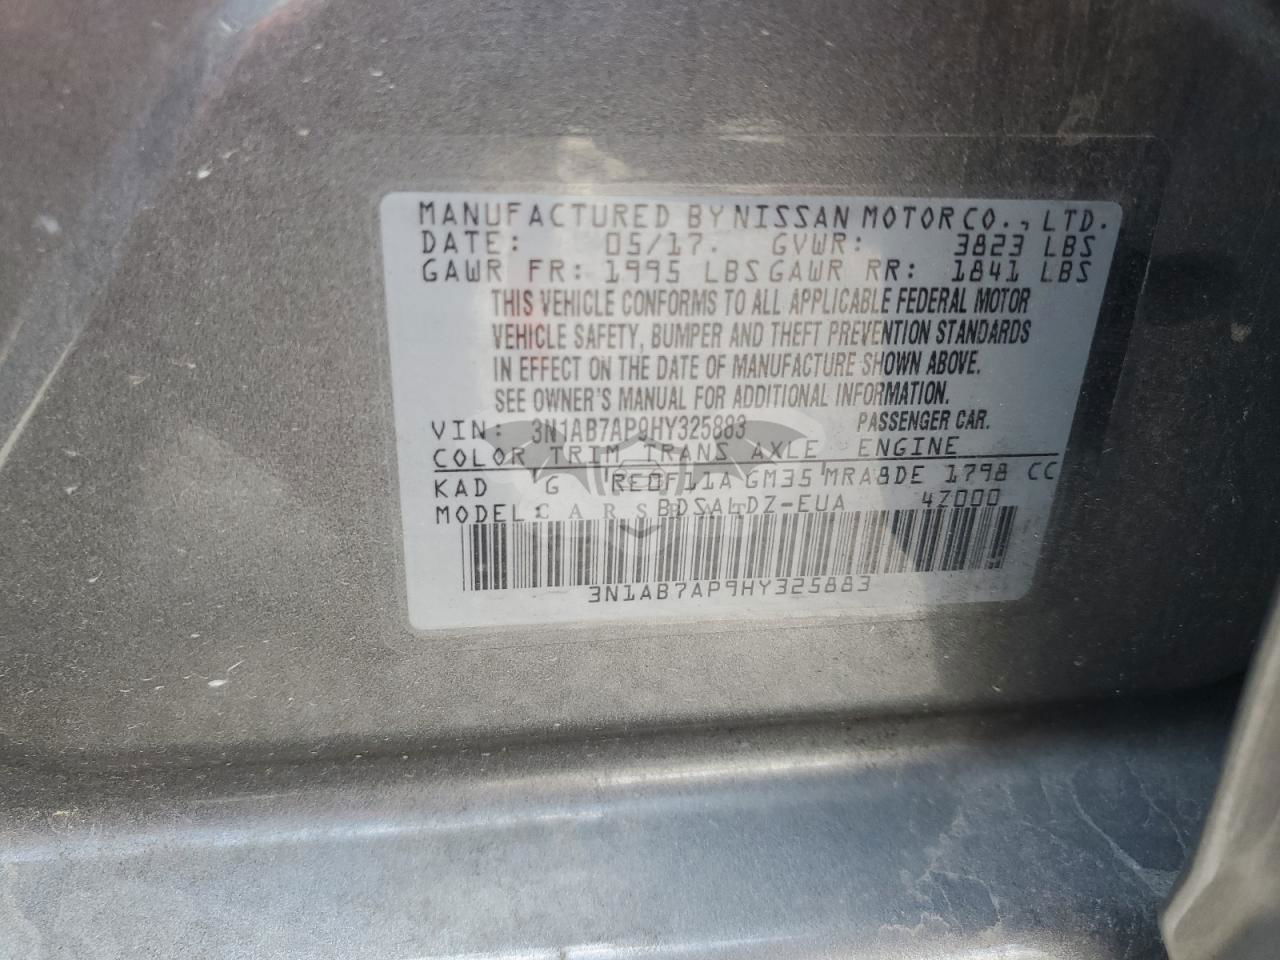 MANUFACTURED BY NISSAN MOTOR CO., LTD.
DATE: 05/17. GVWR: 3823 LBS
GAWR FR: 1995 LBS GAWR RR: 1841 LBS
THIS VEHICLE CONFORMS TO ALL APPLICABLE FEDERAL MOTOR
VEHICLE SAFETY, BUMPER AND THEFT PREVENTION STANDARDS
IN EFFECT ON THE DATE OF MANUFACTURE SHOWN ABOVE.
SEE OWNER'S MANUAL FOR ADDITIONAL INFORMATION.
VIN: 3N1AB7AP9HY325883 PASSENGER CAR.
COLOR TRIM TRANS AXLE ENGINE
KAD G RE0F11A GM35 MRA8DE 1798 CC
MODEL: BDSALDZ-EUA 4Z000
3N1AB7AP9HY325883